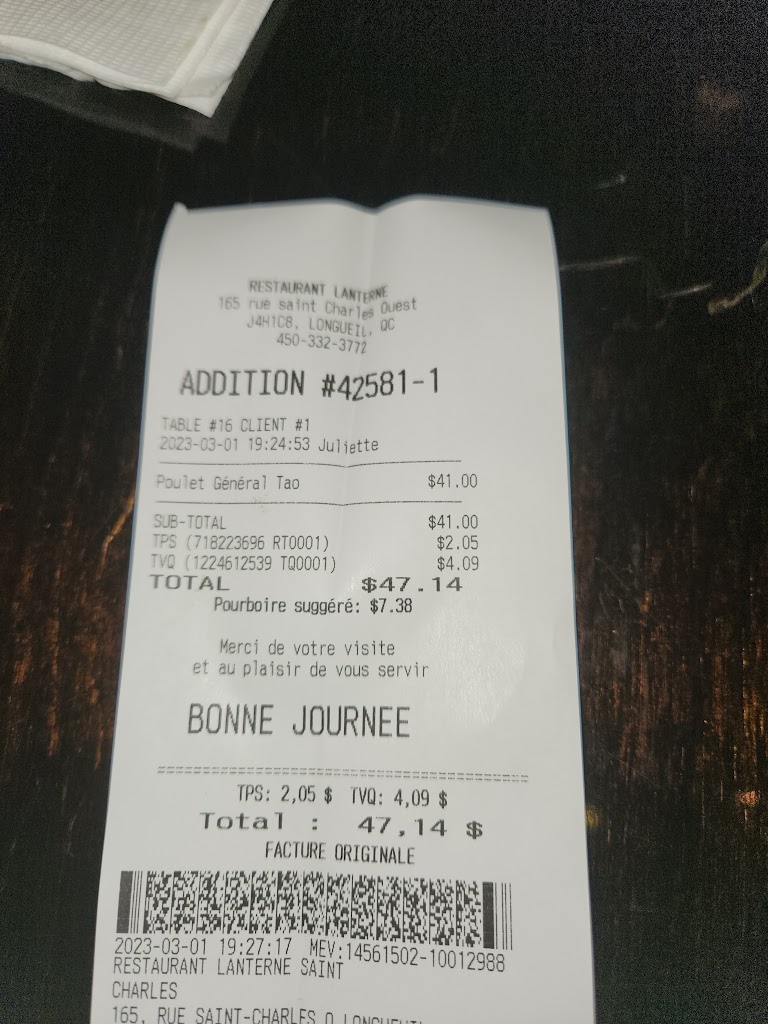 RESTAURANT LANTERNE
165 rue saint Charles Ouest
J4H1C8, LONGUEIL, QC
450-332-3772
ADDITION #42581-1
TABLE #16 CLIENT #1
2023-03-01 19:24:53 Juliette
Poulet Général Tao $41.00
SUB-TOTAL $41.00
TPS (718223696 RT0001) $2.05
TVQ (1224612539 TQ0001) $4.09
TOTAL $47.14
Pourboire suggéré: $7.38
Merci de votre visite
et au plaisir de vous servir
BONNE JOURNEE
TPS: 2,05 $ TVQ: 4,09 $
Total : 47,14 $
FACTURE ORIGINALE
2023-03-01 19:27:17 MEV:14561502-10012988
RESTAURANT LANTERNE SAINT
CHARLES
165, RUE SAINT-CHARLES O